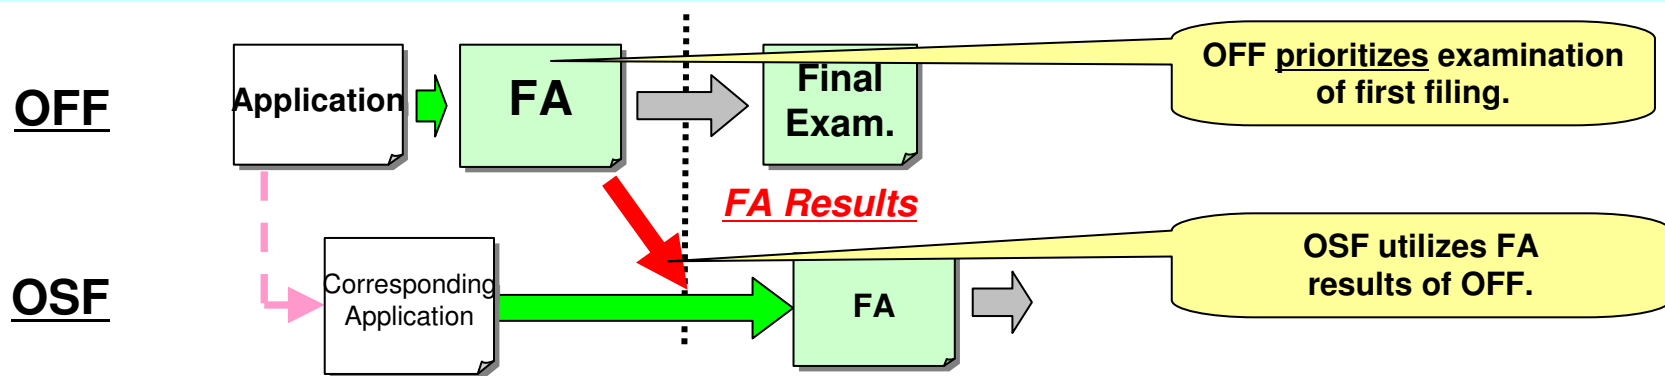 OFF
Application
FA
Final
Exam.
OFF prioritizes examination
of first filing.
FA Results
OSF
Corresponding
Application
FA
OSF utilizes FA
results of OFF.